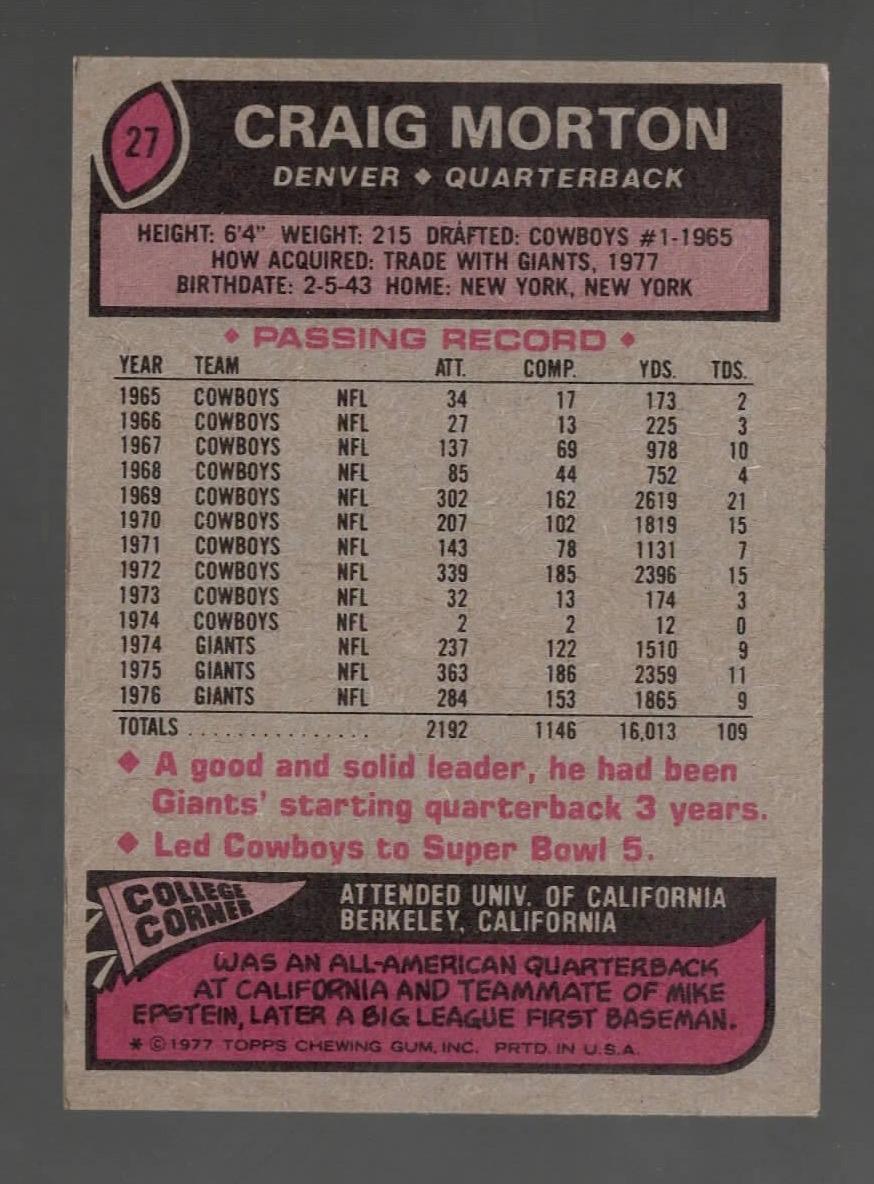 27
CRAIG MORTON
DENVER ♦ QUARTERBACK
HEIGHT: 6'4" WEIGHT: 215 DRAFTED: COWBOYS #1-1965
HOW ACQUIRED: TRADE WITH GIANTS, 1977
BIRTHDATE: 2-5-43 HOME: NEW YORK, NEW YORK
♦ PASSING RECORD ♦
YEAR TEAM ATT. COMP. YDS. TDS.
1965 COWBOYS NFL 34 17 173 2
1966 COWBOYS NFL 27 13 225 3
1967 COWBOYS NFL 137 69 978 10
1968 COWBOYS NFL 85 44 752 4
1969 COWBOYS NFL 302 162 2619 21
1970 COWBOYS NFL 207 102 1819 15
1971 COWBOYS NFL 143 78 1131 7
1972 COWBOYS NFL 339 185 2396 15
1973 COWBOYS NFL 32 13 174 3
1974 COWBOYS NFL 2 2 12 0
1974 GIANTS NFL 237 122 1510 9
1975 GIANTS NFL 363 186 2359 11
1976 GIANTS NFL 284 153 1865 9
TOTALS ................ 2192 1146 16,013 109
♦ A good and solid leader, he had been
Giants' starting quarterback 3 years.
♦ Led Cowboys to Super Bowl 5.
COLLEGE
CORNER
ATTENDED UNIV. OF CALIFORNIA
BERKELEY, CALIFORNIA
WAS AN ALL-AMERICAN QUARTERBACK
AT CALIFORNIA AND TEAMMATE OF MIKE
EPSTEIN, LATER A BIG LEAGUE FIRST BASEMAN.
* © 1977 TOPPS CHEWING GUM, INC. PRTD. IN U.S.A.